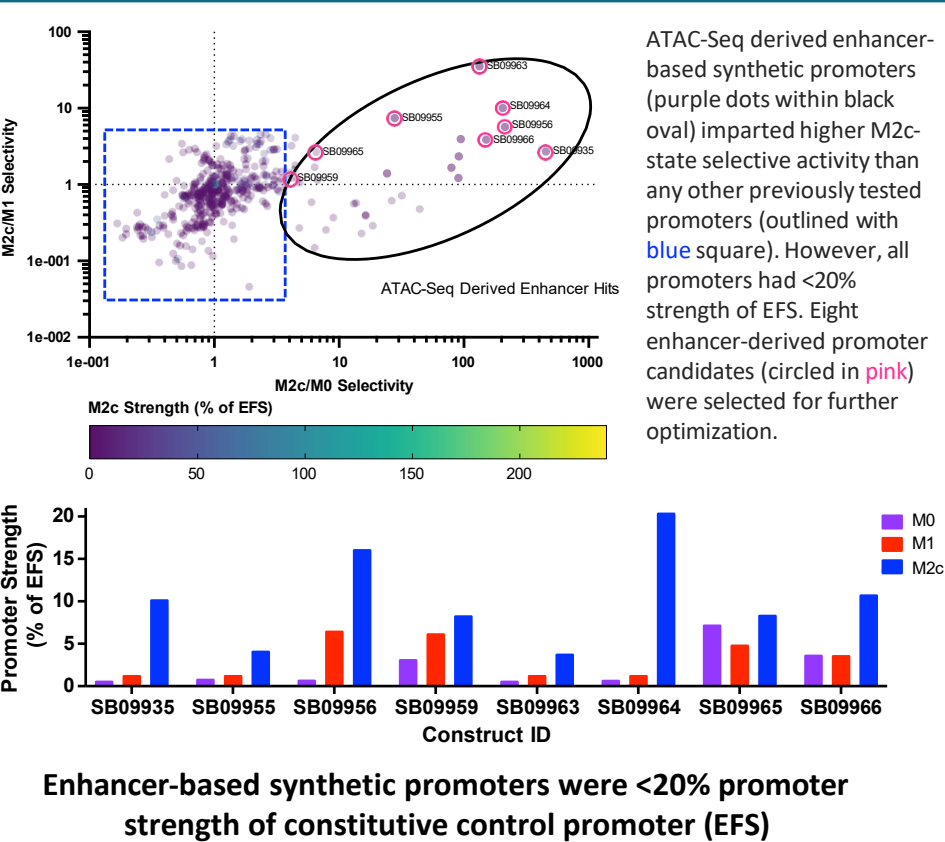 100
10
1
1e-001
1e-002
M2c/M1 Selectivity
SB09963
SB09964
SB09955
SB09956
SB09966
SB09965
SB09935
SB09959
ATAC-Seq Derived Enhancer Hits
1e-001 1 10 100 1000
M2c/M0 Selectivity
ATAC-Seq derived enhancer-
based synthetic promoters
(purple dots within black
oval) imparted higher M2c-
state selective activity than
any other previously tested
promoters (outlined with
blue square). However, all
promoters had <20%
strength of EFS. Eight
enhancer-derived promoter
candidates (circled in pink)
were selected for further
optimization.
M2c Strength (% of EFS)
0 50 100 150 200
Promoter Strength
(% of EFS)
20
15
10
5
0
M0
M1
M2c
SB09935 SB09955 SB09956 SB09959 SB09963 SB09964 SB09965 SB09966
Construct ID
Enhancer-based synthetic promoters were <20% promoter
strength of constitutive control promoter (EFS)